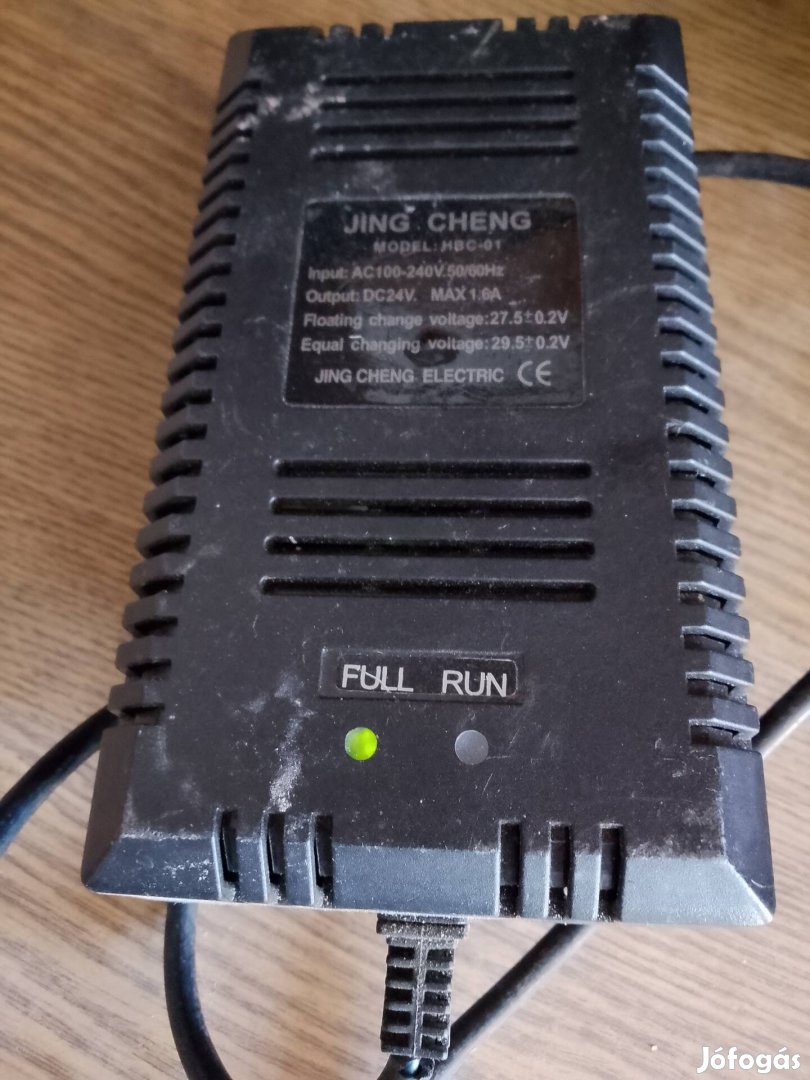 JING CHENG
MODEL: HBC-01
Input: AC100-240V.50/60Hz
Output: DC24V. MAX 1.6A
Floating change voltage: 27.5±0.2V
Equal changing voltage: 29.5±0.2V
JING CHENG ELECTRIC CE
FULL RUN
Jófogás